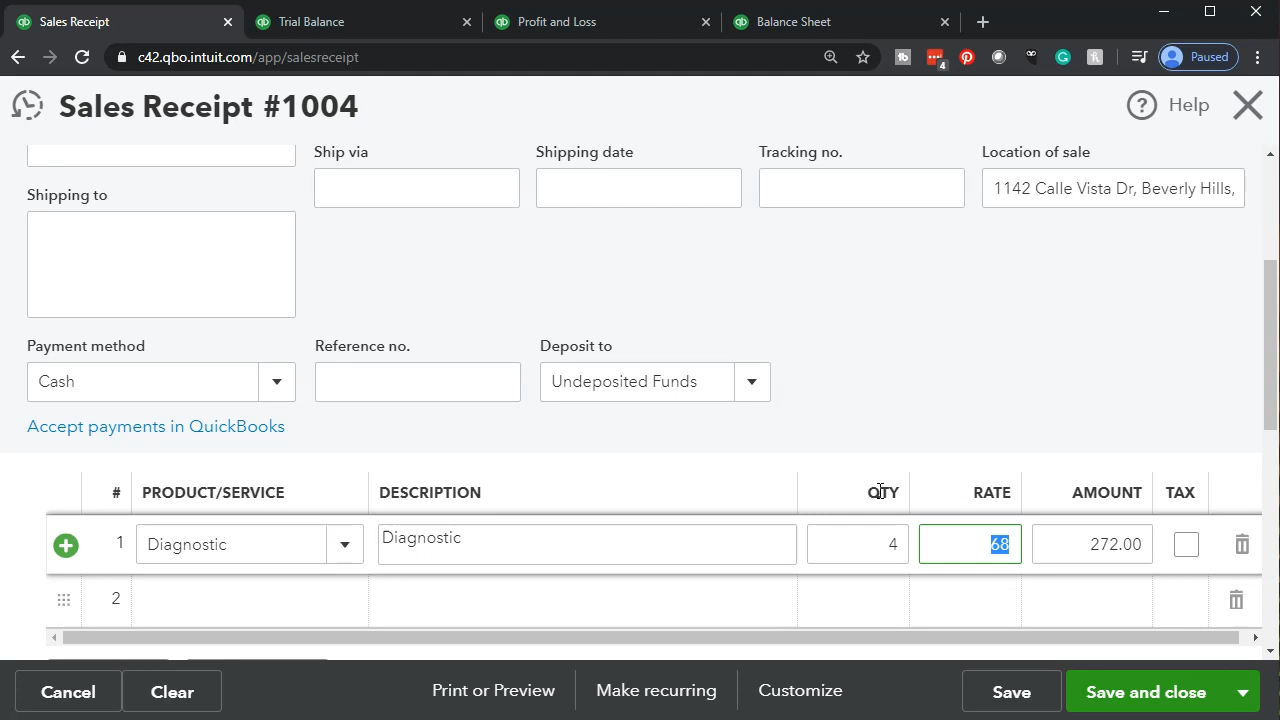 Sales Receipt
Trial Balance
Profit and Loss
Balance Sheet
c42.qbo.intuit.com/app/salesreceipt
4
Paused
Sales Receipt #1004
Help
Ship via
Shipping date
Tracking no.
Location of sale
1142 Calle Vista Dr, Beverly Hills,
Shipping to
Payment method
Reference no.
Deposit to
Cash
Undeposited Funds
Accept payments in QuickBooks
# PRODUCT/SERVICE DESCRIPTION QTY RATE AMOUNT TAX
1 Diagnostic Diagnostic 4 68 272.00
2
Cancel
Clear
Print or Preview
Make recurring
Customize
Save
Save and close